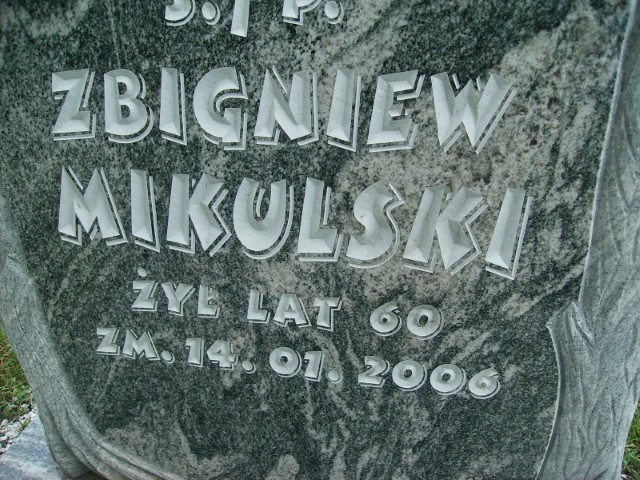 Ś.†P.
ZBIGNIEW
MIKULSKI
ŻYŁ LAT 60
ZM. 14. 01. 2006